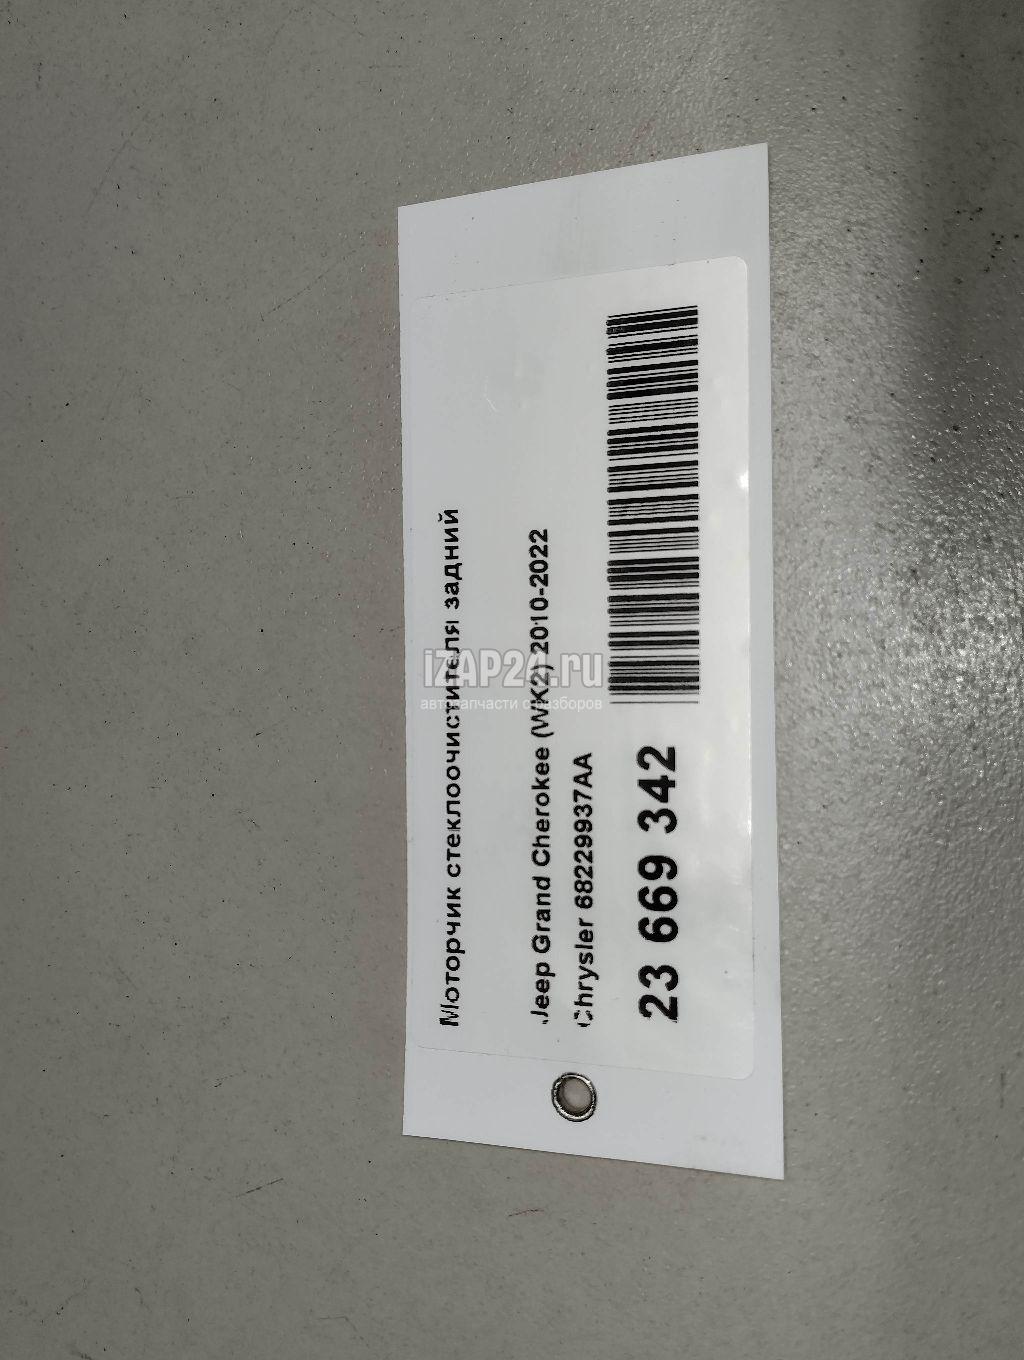 Моторчик стеклоочистителя задний
Jeep Grand Cherokee (WK2) 2010-2022
Chrysler 68229937AA
23 669 342
iZAP24.ru
автозапчасти с разборов